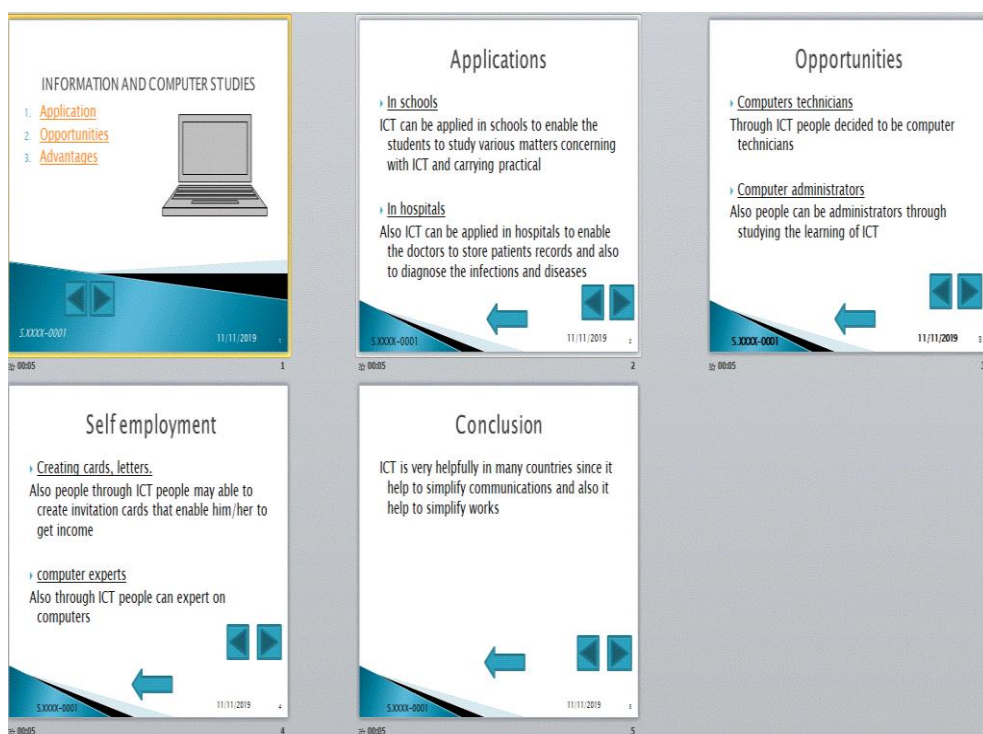 INFORMATION AND COMPUTER STUDIES
1. Application
2. Opportunities
3. Advantages
S.XXXX-0001
11/11/2019
1
00:05
1
Applications
In schools
ICT can be applied in schools to enable the
students to study various matters concerning
with ICT and carrying practical
In hospitals
Also ICT can be applied in hospitals to enable
the doctors to store patients records and also
to diagnose the infections and diseases
S.XXXX-0001
11/11/2019
2
00:05
2
Opportunities
Computers technicians
Through ICT people decided to be computer
technicians
Computer administrators
Also people can be administrators through
studying the learning of ICT
S.XXXX-0001
11/11/2019
3
00:05
3
Self employment
Creating cards, letters.
Also people through ICT people may able to
create invitation cards that enable him/her to
get income
computer experts
Also through ICT people can expert on
computers
S.XXXX-0001
11/11/2019
4
00:05
4
Conclusion
ICT is very helpfully in many countries since it
help to simplify communications and also it
help to simplify works
S.XXXX-0001
11/11/2019
5
00:05
5